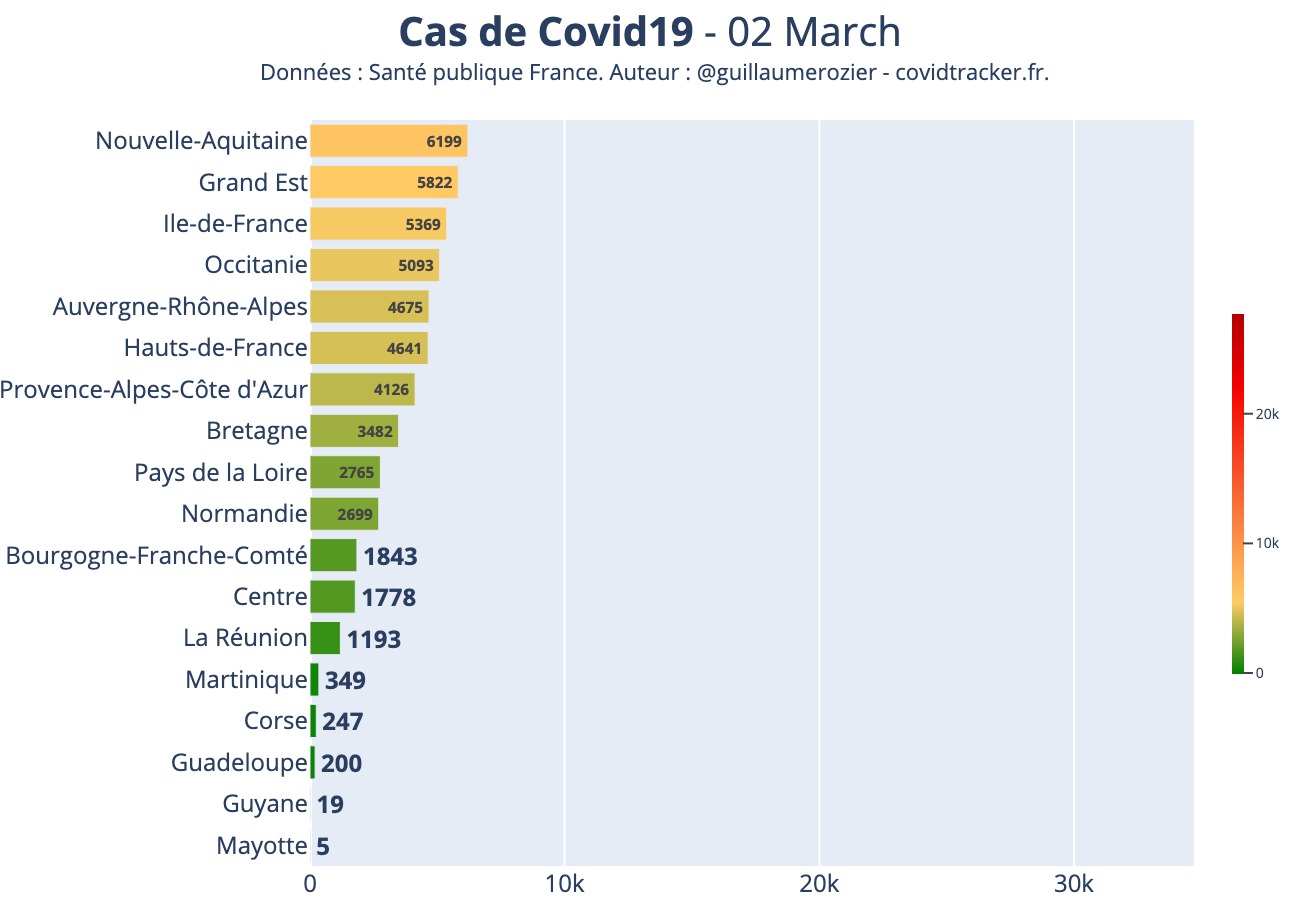 Cas de Covid19 - 02 March
Données : Santé publique France. Auteur : @guillaumerozier - covidtracker.fr.
Nouvelle-Aquitaine 6199
Grand Est 5822
Ile-de-France 5369
Occitanie 5093
Auvergne-Rhône-Alpes 4675
Hauts-de-France 4641
Provence-Alpes-Côte d'Azur 4126
Bretagne 3482
Pays de la Loire 2765
Normandie 2699
Bourgogne-Franche-Comté 1843
Centre 1778
La Réunion 1193
Martinique 349
Corse 247
Guadeloupe 200
Guyane 19
Mayotte 5
0 10k 20k 30k
20k
10k
0